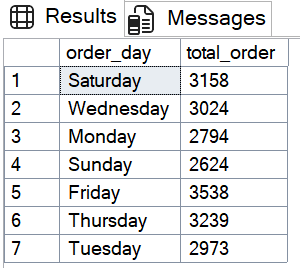 Results Messages
order_day total_order
1 Saturday 3158
2 Wednesday 3024
3 Monday 2794
4 Sunday 2624
5 Friday 3538
6 Thursday 3239
7 Tuesday 2973